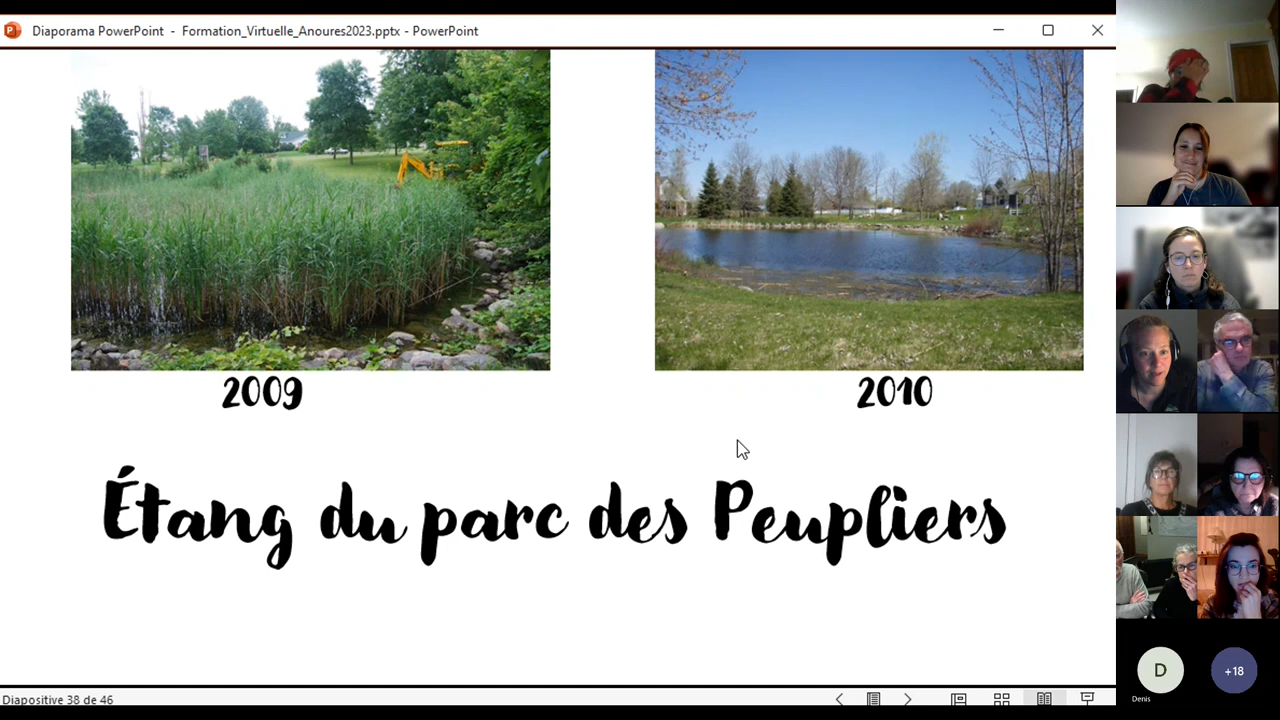 Diaporama PowerPoint - Formation_Virtuelle_Anoures2023.pptx - PowerPoint
2009
2010
Étang du parc des Peupliers
D
+18
Denis
Diapositive 38 de 46